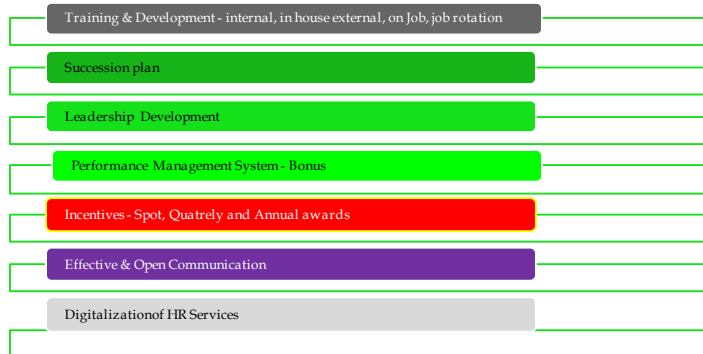 Training & Development - internal, in house external, on Job, job rotation
Succession plan
Leadership Development
Performance Management System - Bonus
Incentives - Spot, Quatrely and Annual awards
Effective & Open Communication
Digitalizationof HR Services